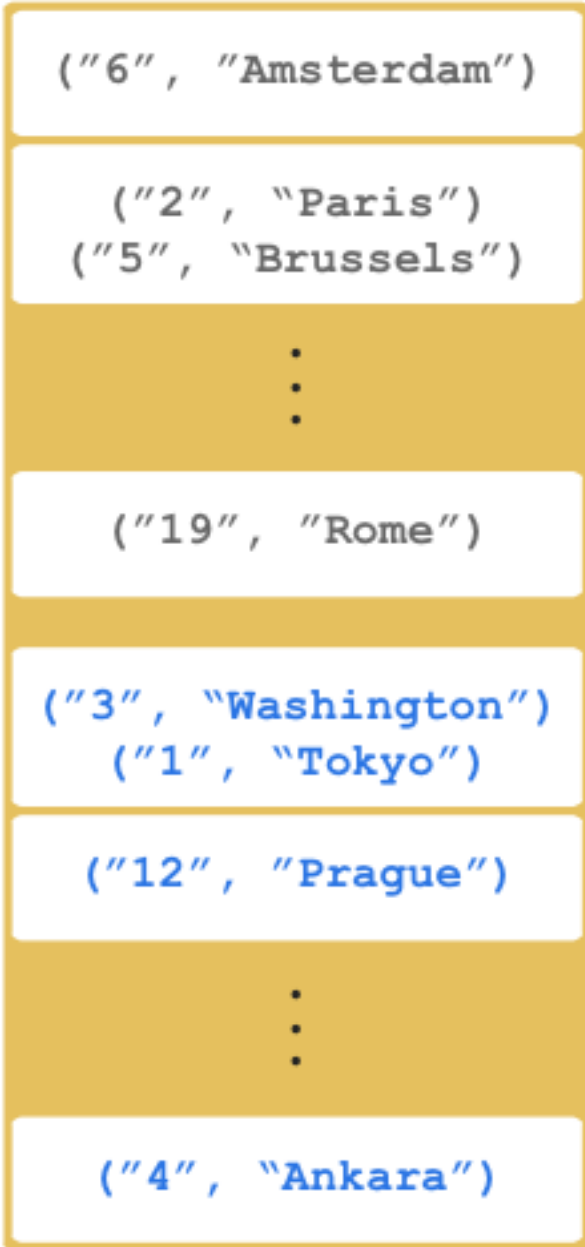 ("6", "Amsterdam")
("2", “Paris")
("5", “Brussels")
("19", "Rome")
("3", “Washington")
("1", “Tokyo")
("12", "Prague")
("4", “Ankara")